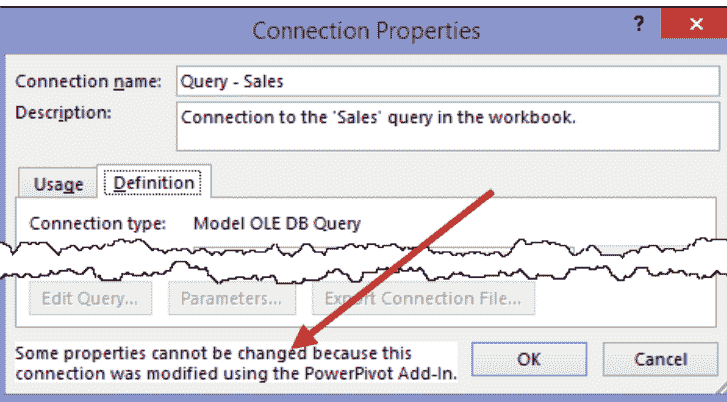 Connection Properties
? ×
Connection name: Query - Sales
Description: Connection to the 'Sales' query in the workbook.
Usage Definition
Connection type: Model OLE DB Query
Edit Query... Parameters... Export Connection File...
Some properties cannot be changed because this
connection was modified using the PowerPivot Add-In.
OK Cancel